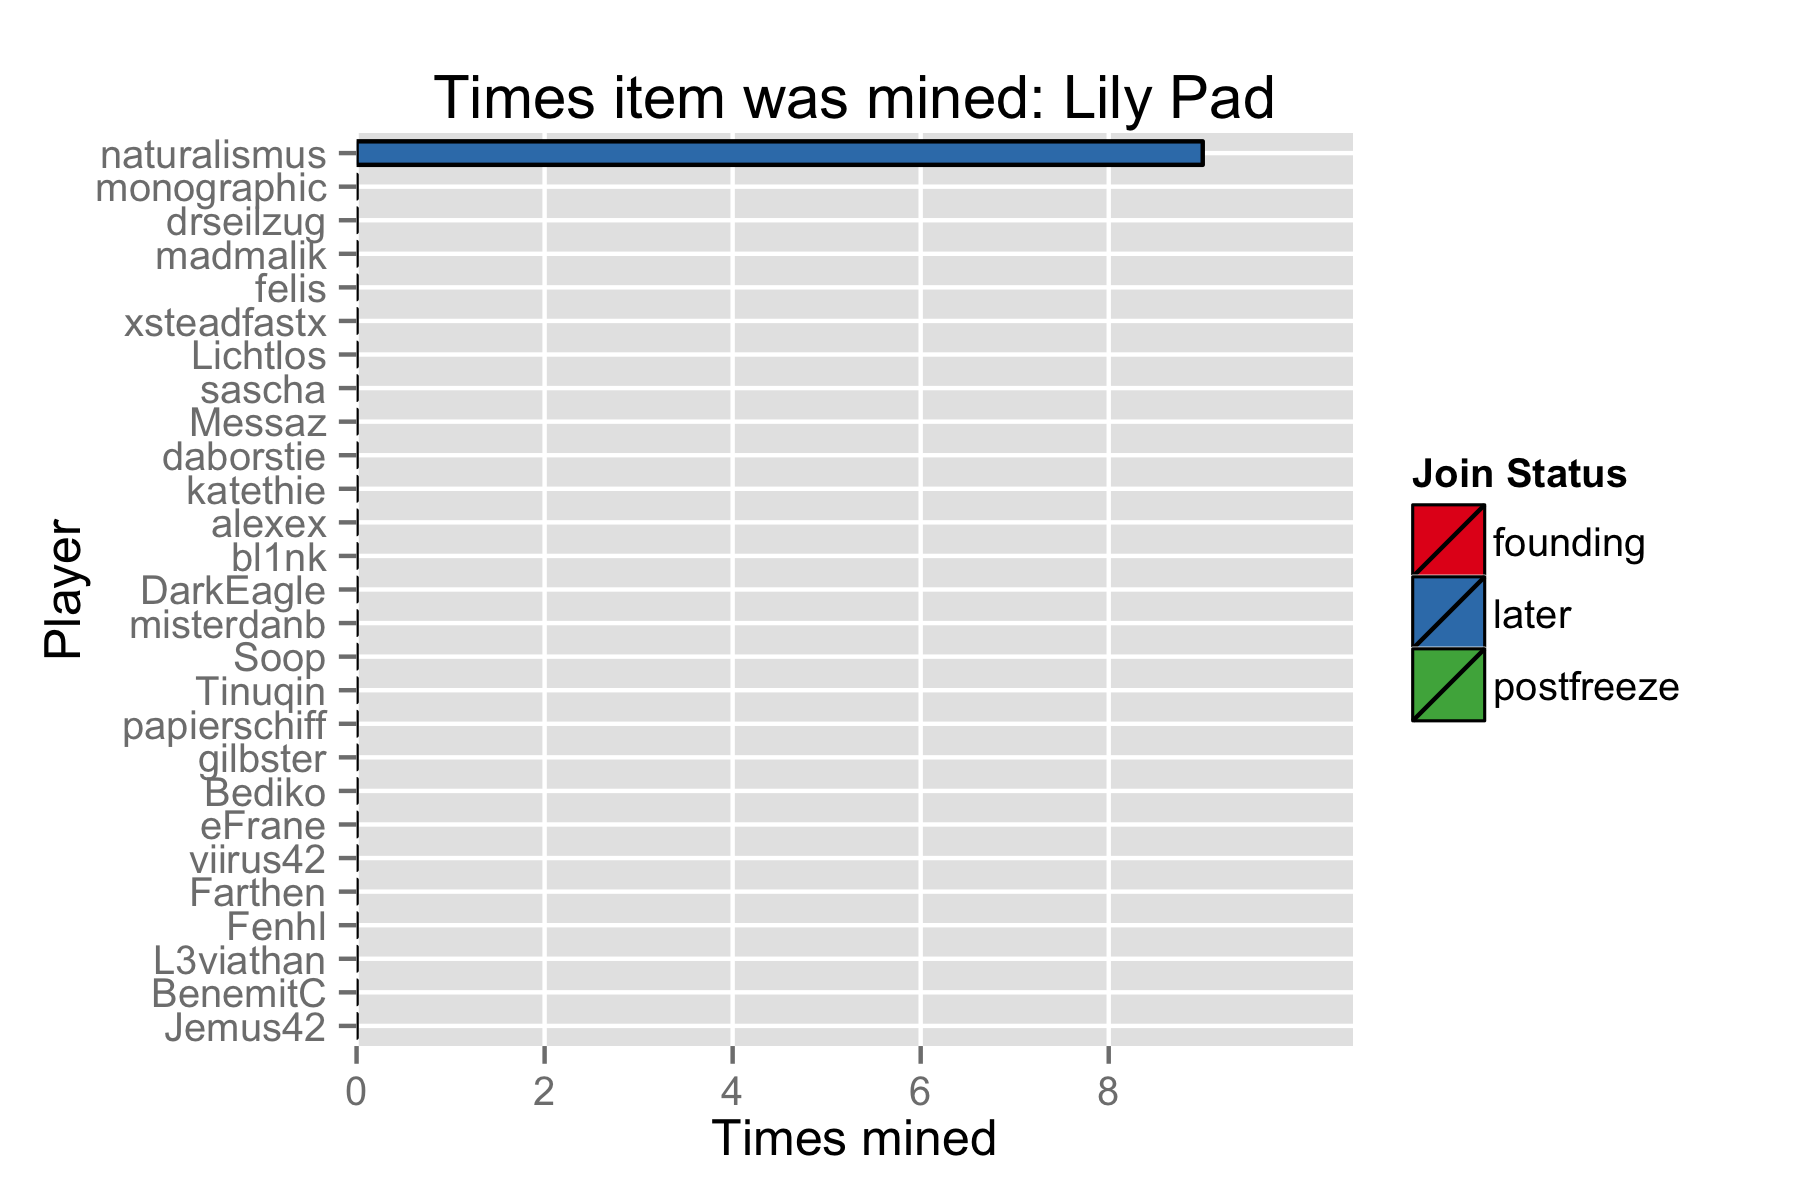 Times item was mined: Lily Pad
naturalismus
monographic
drseilzug
madmalik
felis
xsteadfastx
Lichtlos
sascha
Messaz
daborstie
katethie
alexex
bl1nk
DarkEagle
misterdanb
Soop
Tinuqin
papierschiff
gilbster
Bediko
eFrane
viirus42
Farthen
Fenhl
L3viathan
BenemitC
Jemus42
Player
0 2 4 6 8
Times mined
Join Status
founding
later
postfreeze